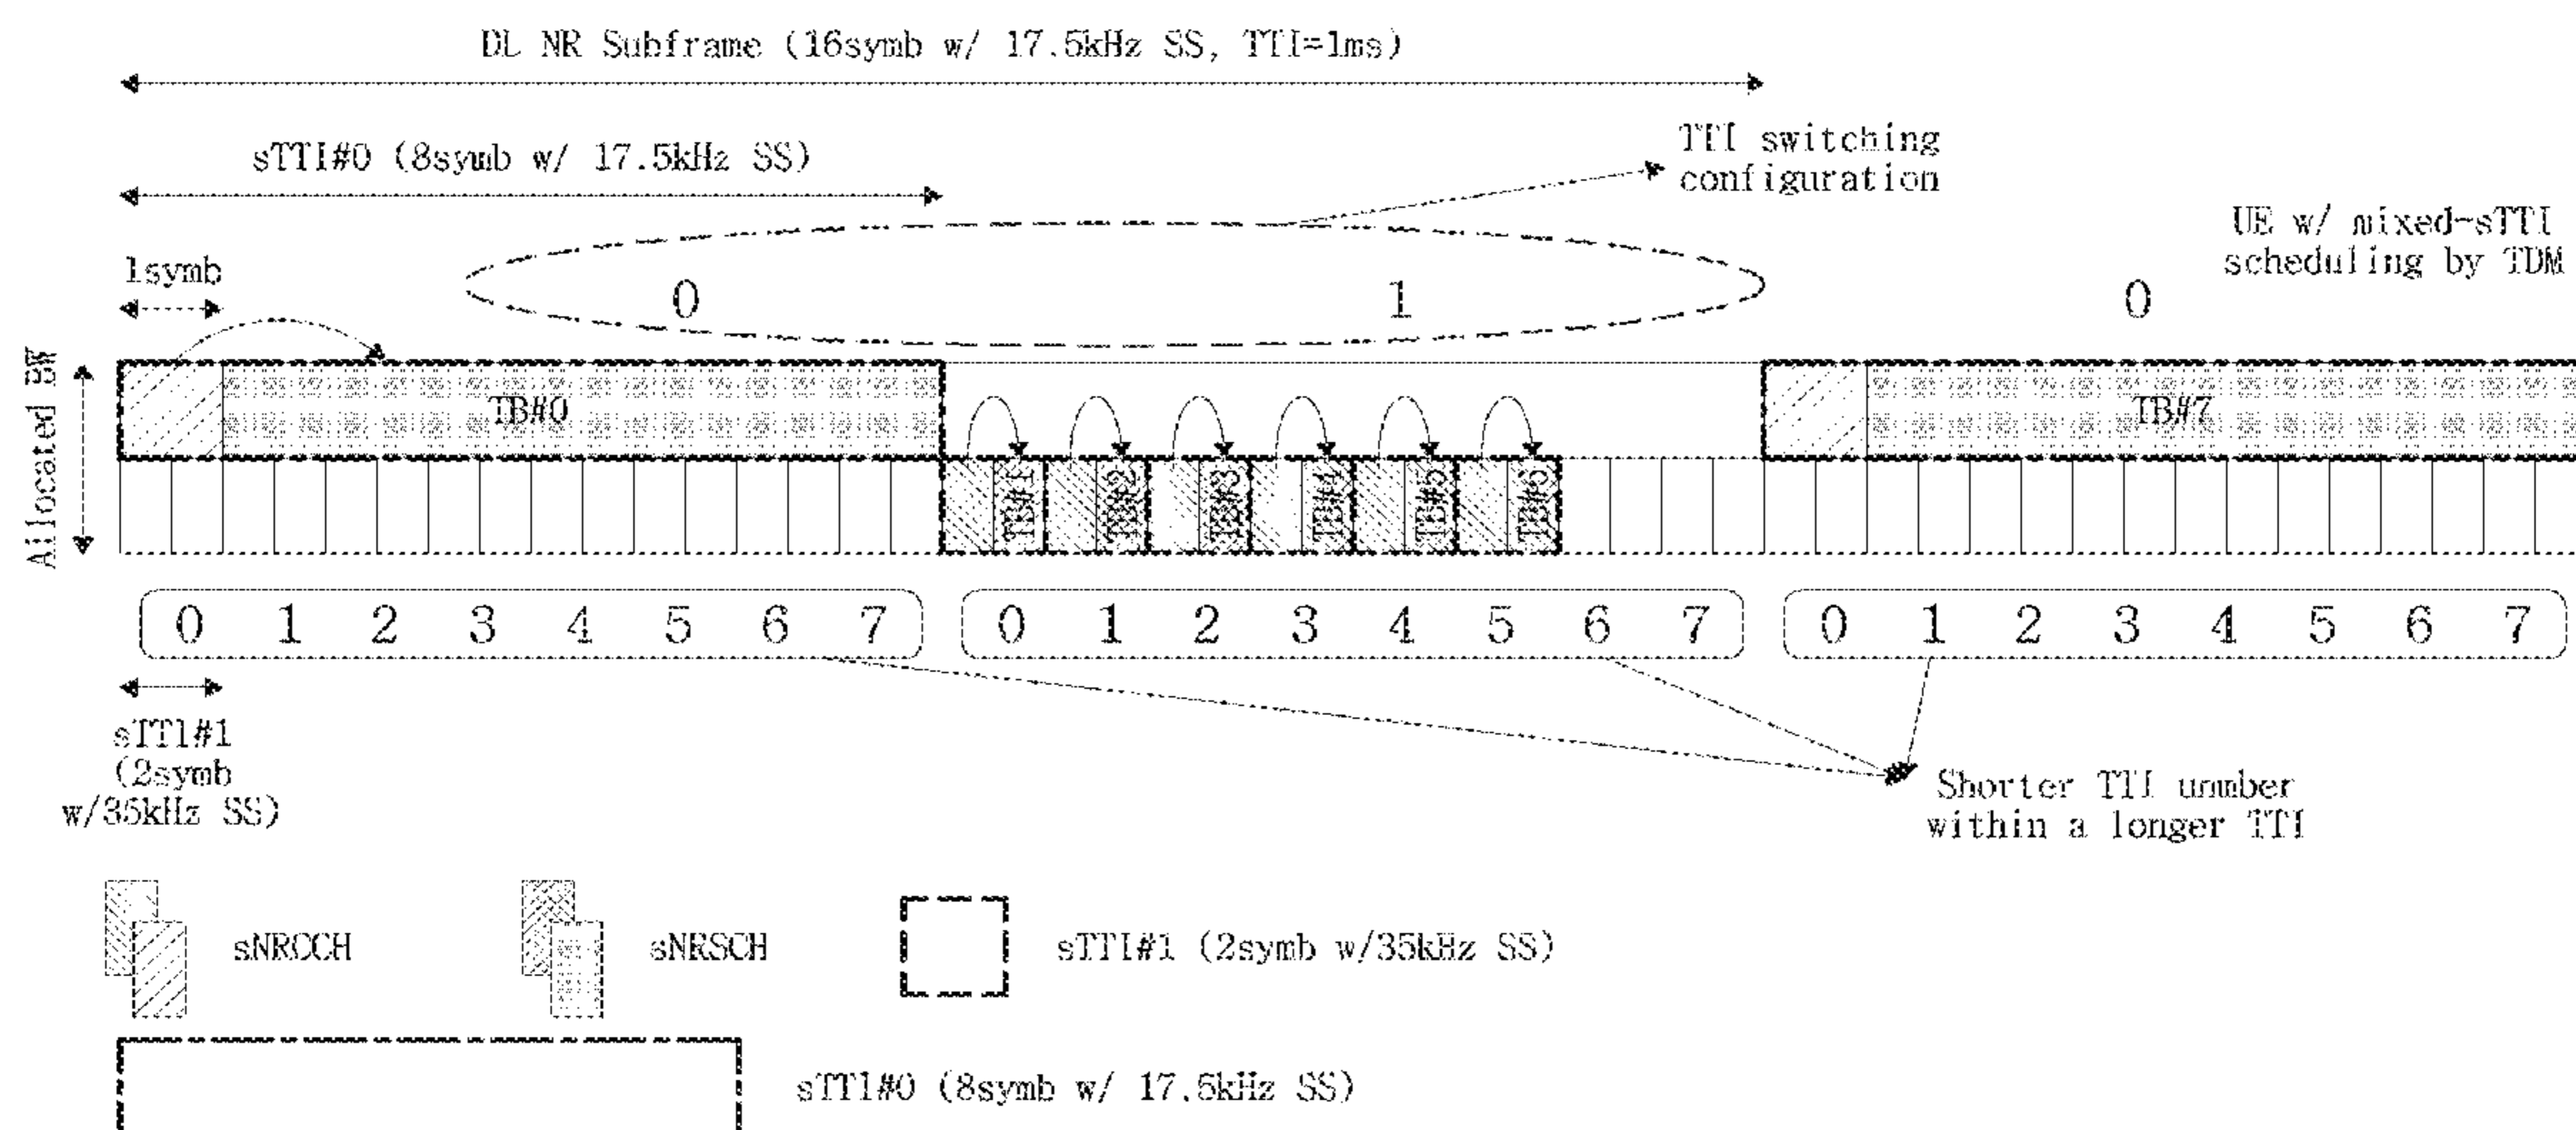 DL NR Subframe (16symb w/ 17.5kHz SS, TTI=1ms)
sTTI#0 (8symb w/ 17.5kHz SS)
TTI switching
configuration
UE w/ mixed-sTTI
scheduling by TDM
1symb
0 1 0
Allocated BW
TB#0 TB#7
TB#1 TB#2 TB#3 TB#4 TB#5 TB#6
0 1 2 3 4 5 6 7 0 1 2 3 4 5 6 7 0 1 2 3 4 5 6 7
sTTI#1
(2symb
w/35kHz SS)
Shorter TTI unmber
within a longer TTI
sNRCCH sNRSCH sTTI#1 (2symb w/35kHz SS)
sTTI#0 (8symb w/ 17.5kHz SS)